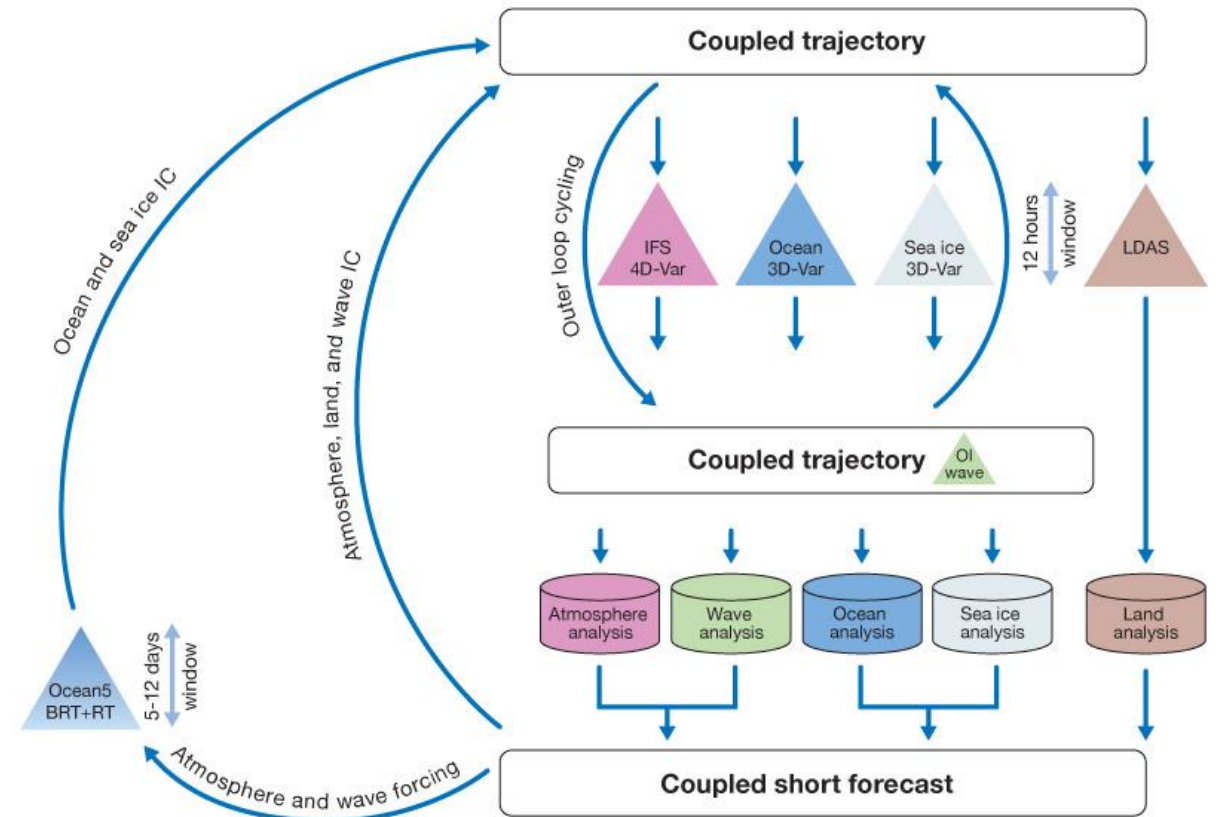 Coupled trajectory
Ocean and sea ice IC
Atmosphere, land, and wave IC
Outer loop cycling
IFS
4D-Var
Ocean
3D-Var
Sea ice
3D-Var
12 hours
window
LDAS
Coupled trajectory
OI
wave
Atmosphere
analysis
Wave
analysis
Ocean
analysis
Sea ice
analysis
Land
analysis
Ocean5
BRT+RT
5-12 days
window
Atmosphere and wave forcing
Coupled short forecast